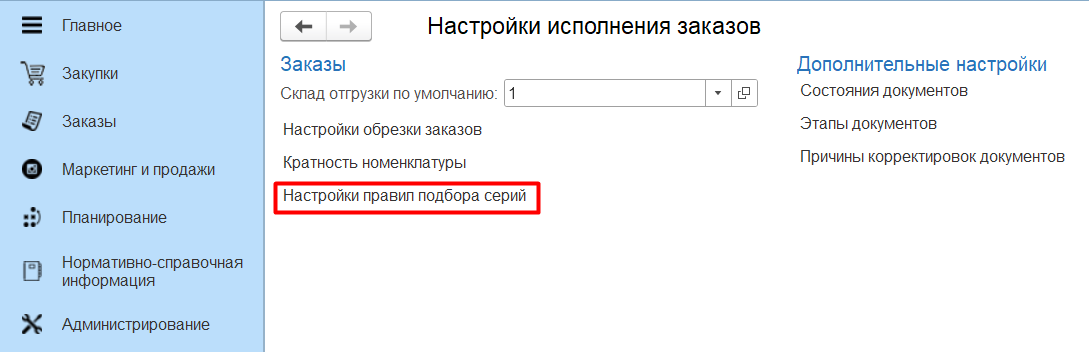 Главное
Закупки
Заказы
Маркетинг и продажи
Планирование
Нормативно-справочная
информация
Администрирование
Настройки исполнения заказов
Заказы
Склад отгрузки по умолчанию: 1
Настройки обрезки заказов
Кратность номенклатуры
Настройки правил подбора серий
Дополнительные настройки
Состояния документов
Этапы документов
Причины корректировок документов